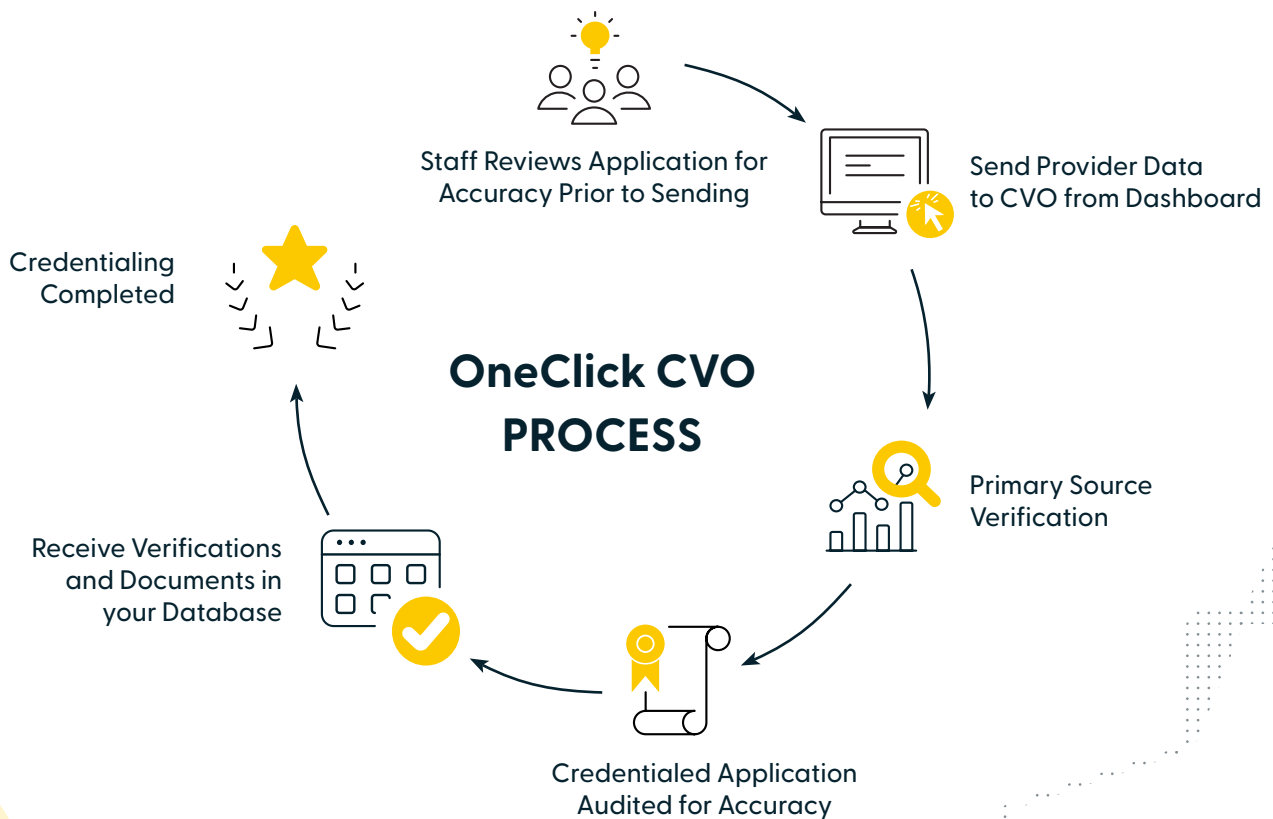 Staff Reviews Application for
Accuracy Prior to Sending
Send Provider Data
to CVO from Dashboard
Credentialing
Completed
OneClick CVO
PROCESS
Primary Source
Verification
Receive Verifications
and Documents in
your Database
Credentialed Application
Audited for Accuracy